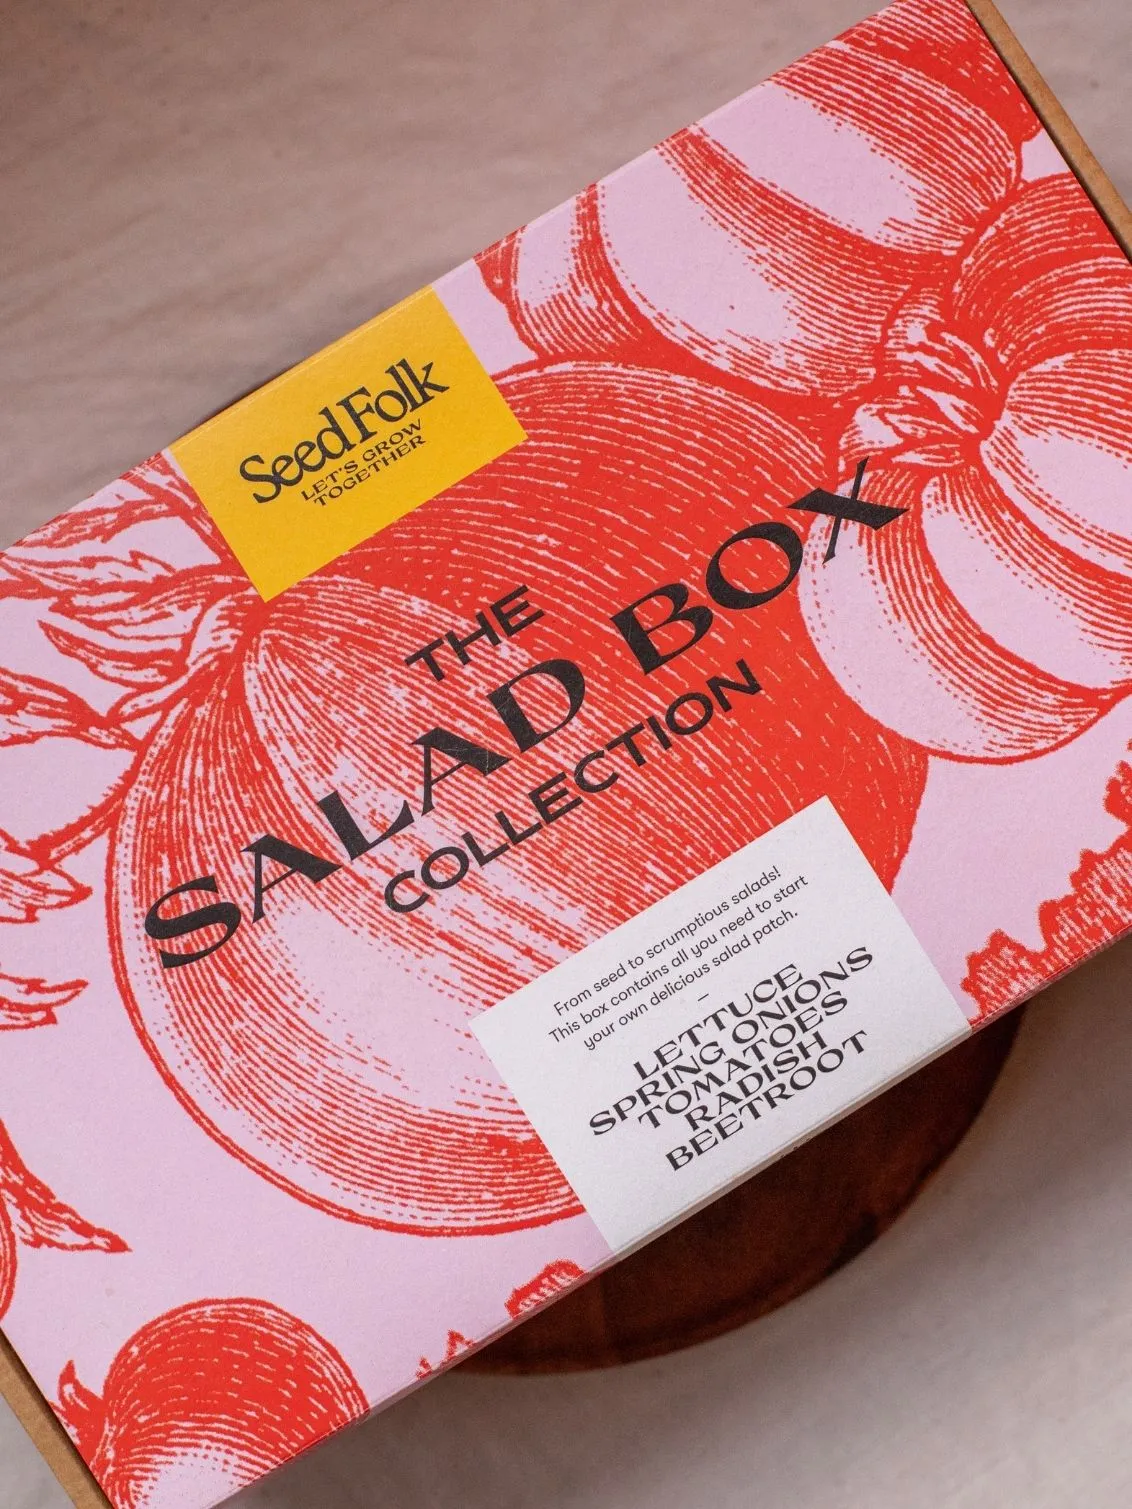 SeedFolk
LET'S GROW
TOGETHER
THE
SALAD BOX
COLLECTION
From seed to scrumptious salads!
This box contains all you need to start
your own delicious salad patch.
–
LETTUCE
SPRING ONIONS
TOMATOES
RADISH
BEETROOT